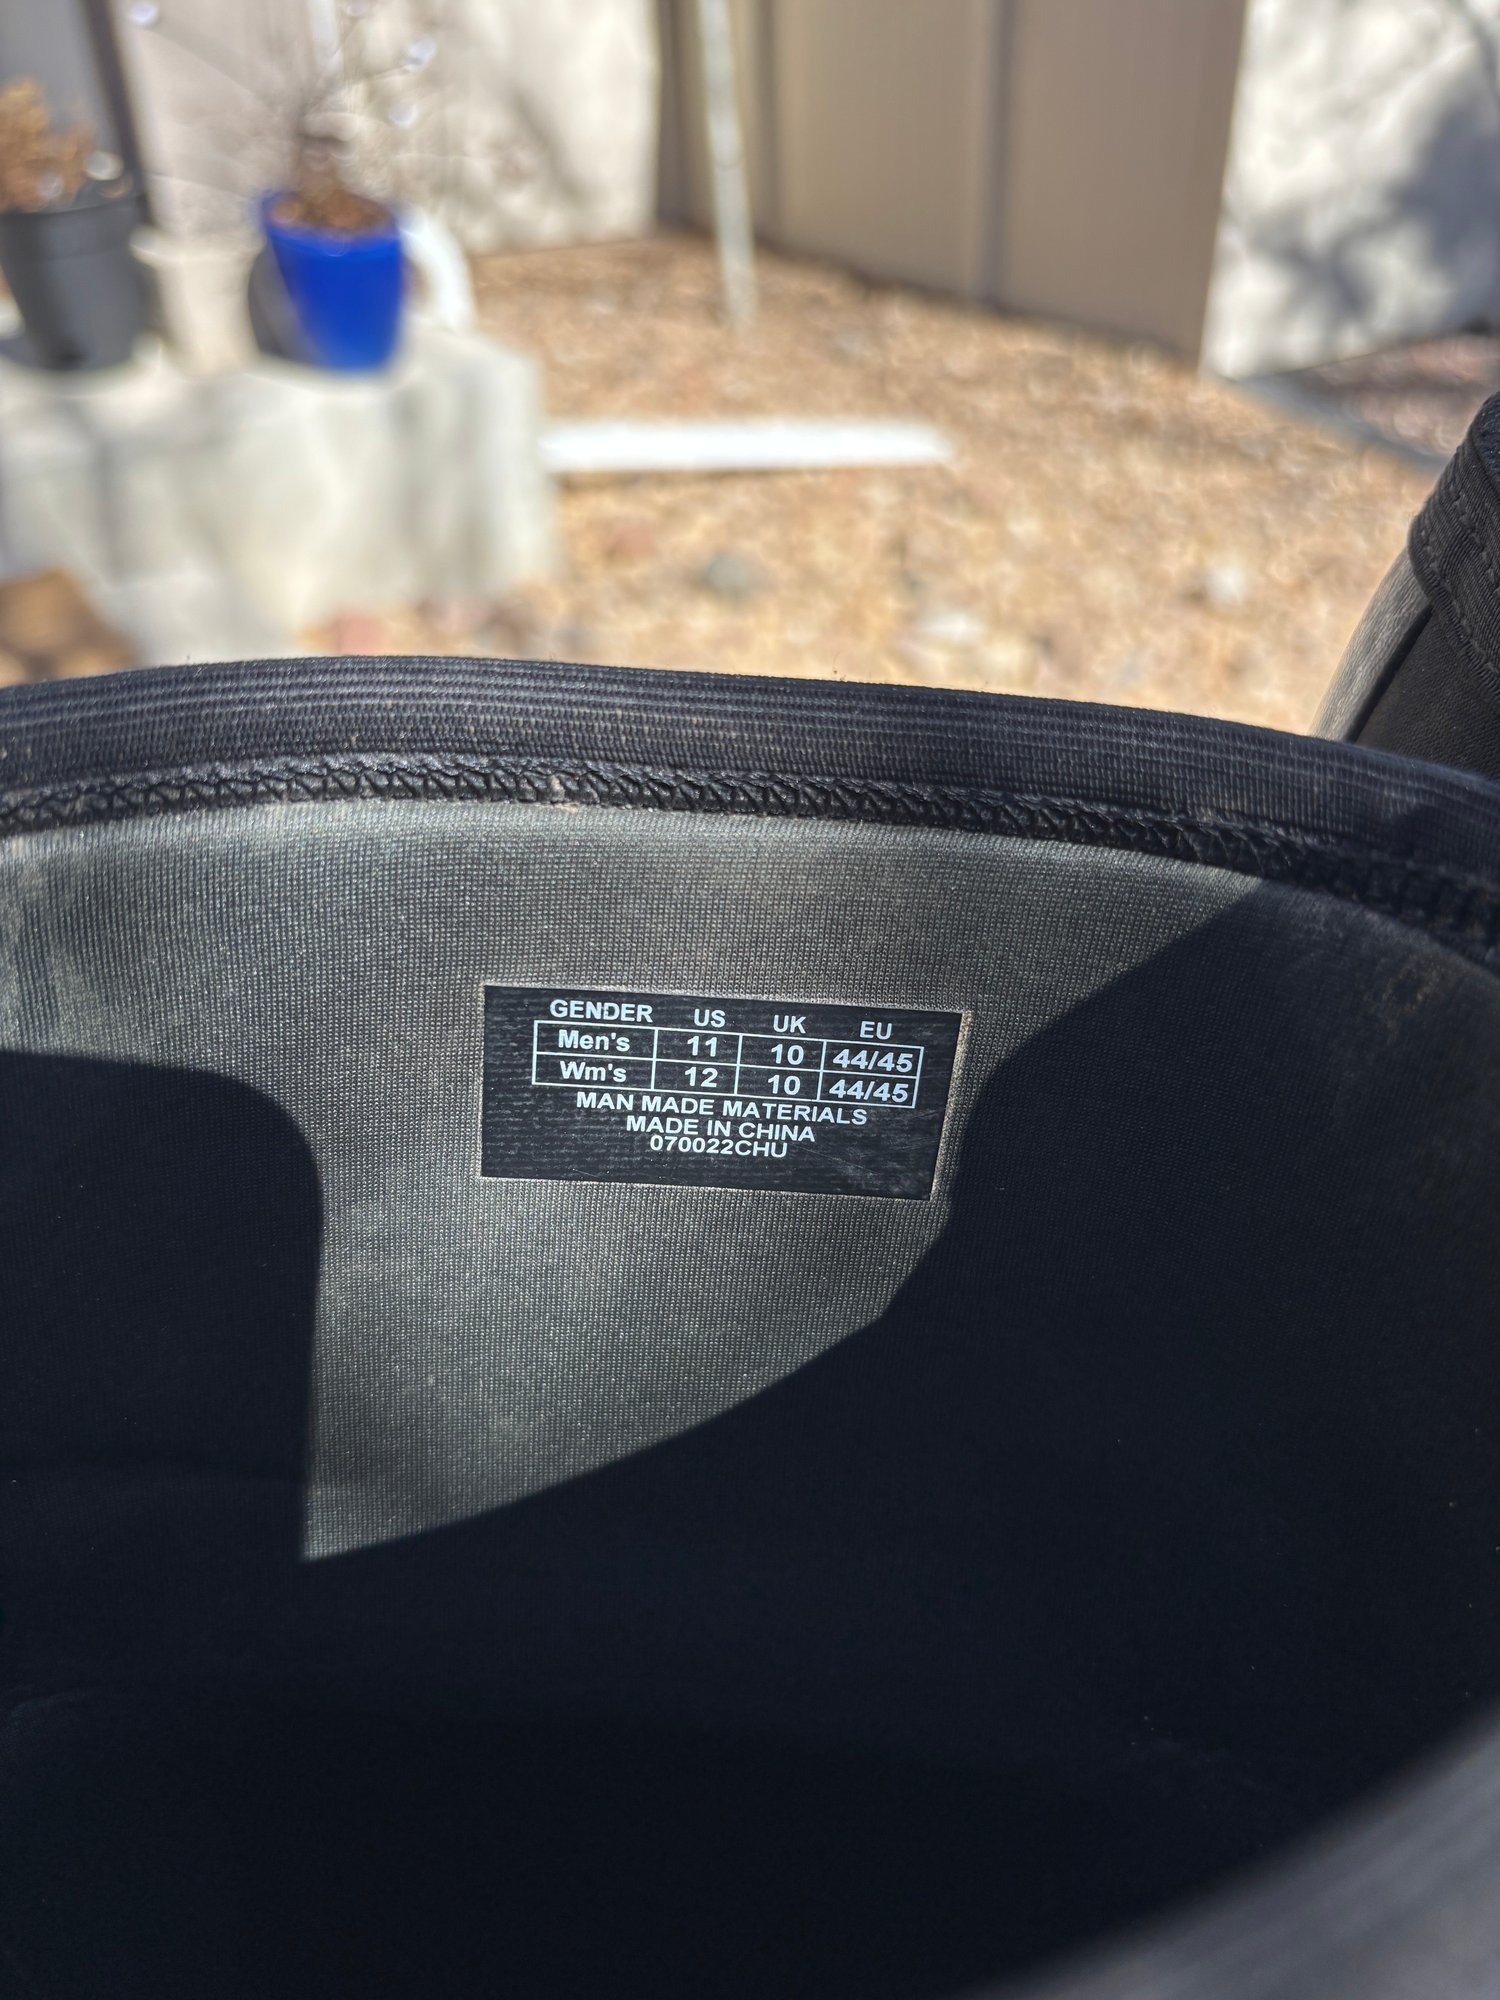 GENDER US UK EU
Men's 11 10 44/45
Wm's 12 10 44/45
MAN MADE MATERIALS
MADE IN CHINA
070022CHU